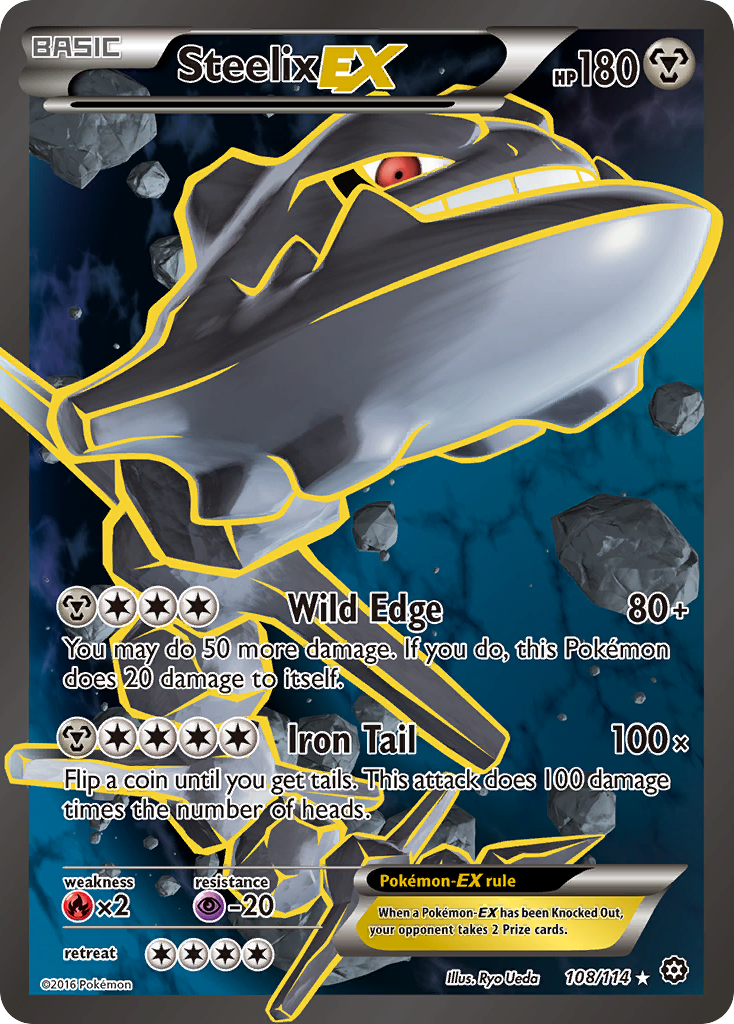 BASIC
SteelixEX
HP180
Wild Edge 80+
You may do 50 more damage. If you do, this Pokémon
does 20 damage to itself.
Iron Tail 100×
Flip a coin until you get tails. This attack does 100 damage
times the number of heads.
weakness resistance
×2 -20
retreat
Pokémon-EX rule
When a Pokémon-EX has been Knocked Out,
your opponent takes 2 Prize cards.
©2016 Pokémon
Illus. Ryo Ueda 108/114 ★